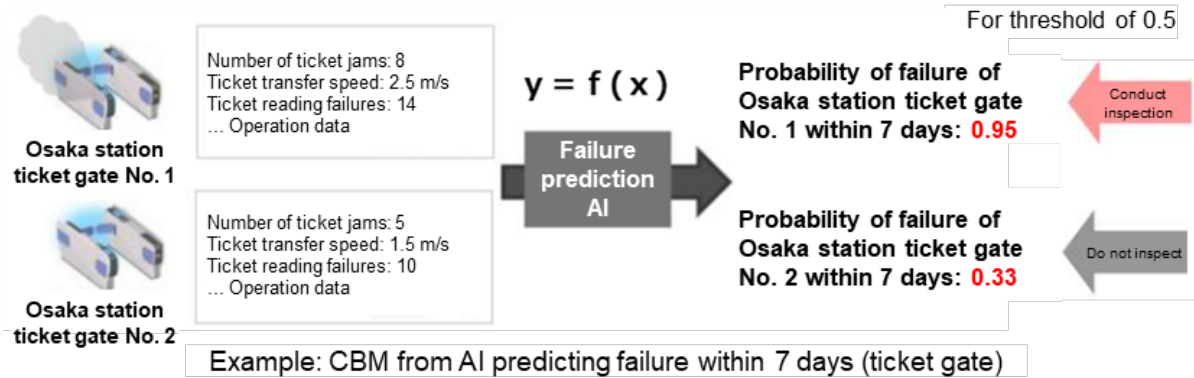 For threshold of 0.5
Number of ticket jams: 8
Ticket transfer speed: 2.5 m/s
Ticket reading failures: 14
... Operation data
Osaka station
ticket gate No. 1
y = f ( x )
Failure
prediction
AI
Probability of failure of
Osaka station ticket gate
No. 1 within 7 days: 0.95
Conduct
inspection
Number of ticket jams: 5
Ticket transfer speed: 1.5 m/s
Ticket reading failures: 10
... Operation data
Osaka station
ticket gate No. 2
Probability of failure of
Osaka station ticket gate
No. 2 within 7 days: 0.33
Do not inspect
Example: CBM from AI predicting failure within 7 days (ticket gate)